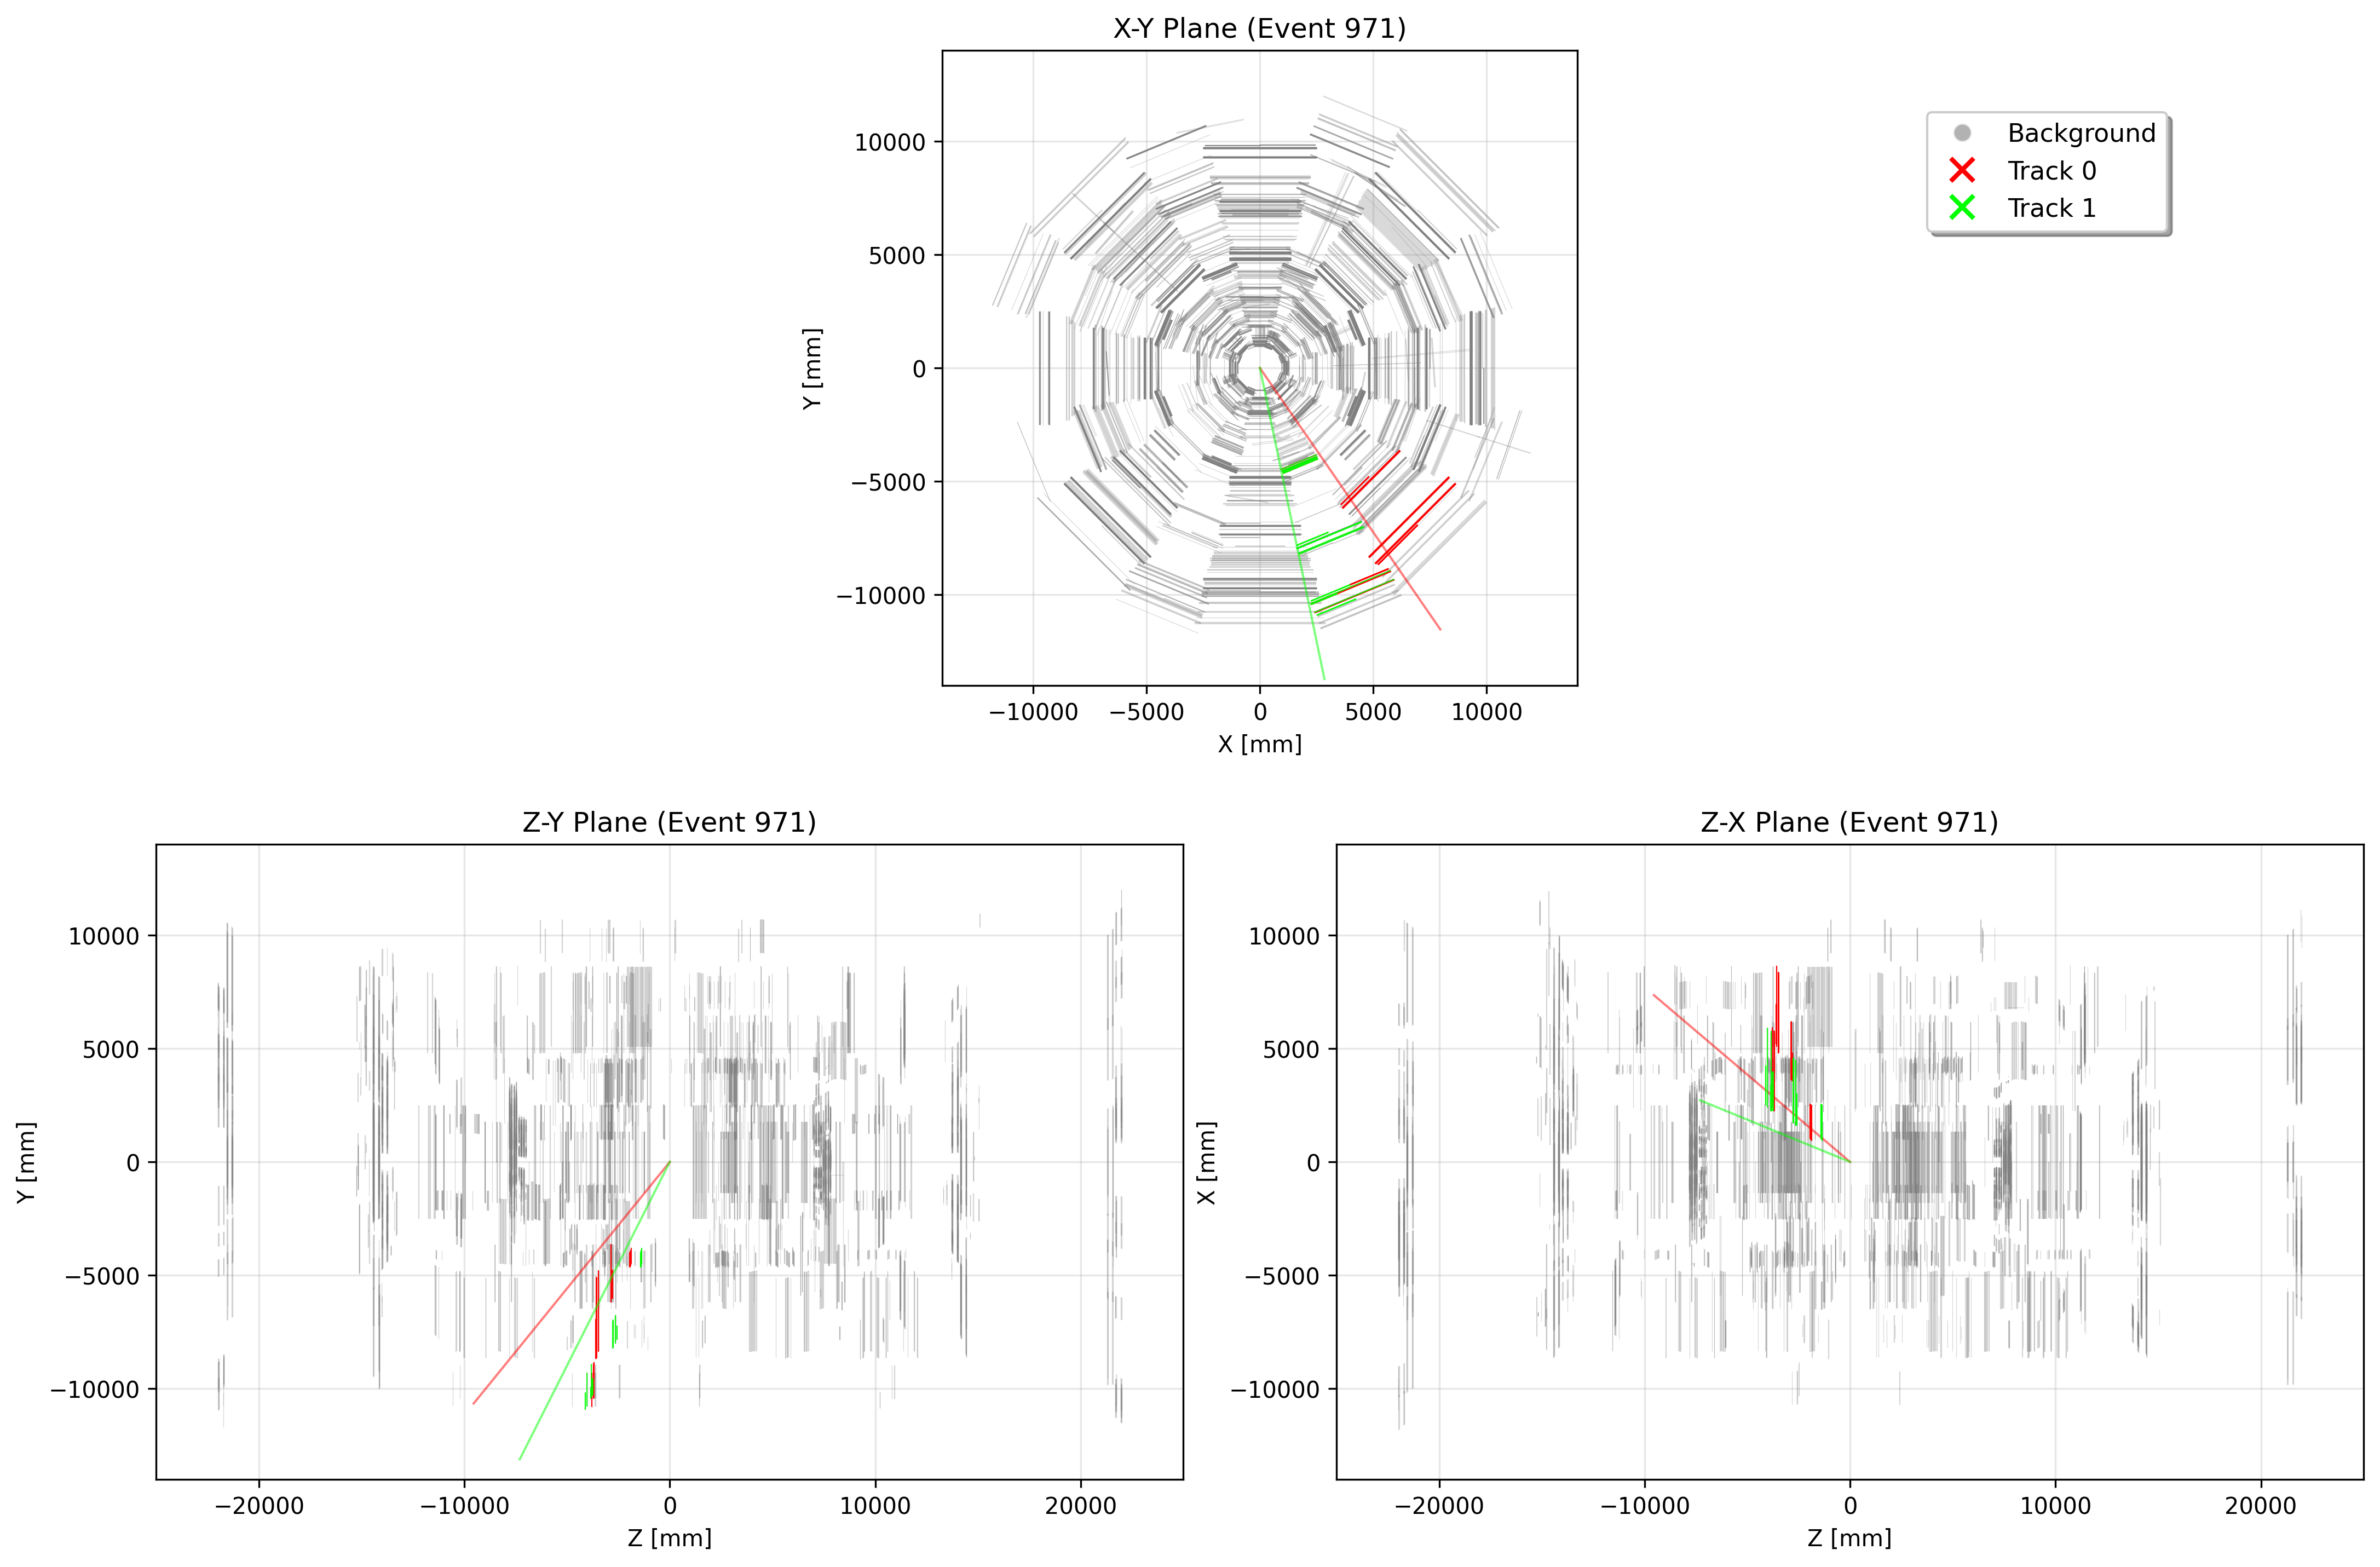 X-Y Plane (Event 971)
10000
5000
0
−5000
−10000
Y [mm]
−10000 −5000 0 5000 10000
X [mm]
Background
Track 0
Track 1
Z-Y Plane (Event 971)
10000
5000
0
−5000
−10000
Y [mm]
−20000 −10000 0 10000 20000
Z [mm]
Z-X Plane (Event 971)
10000
5000
0
−5000
−10000
X [mm]
−20000 −10000 0 10000 20000
Z [mm]